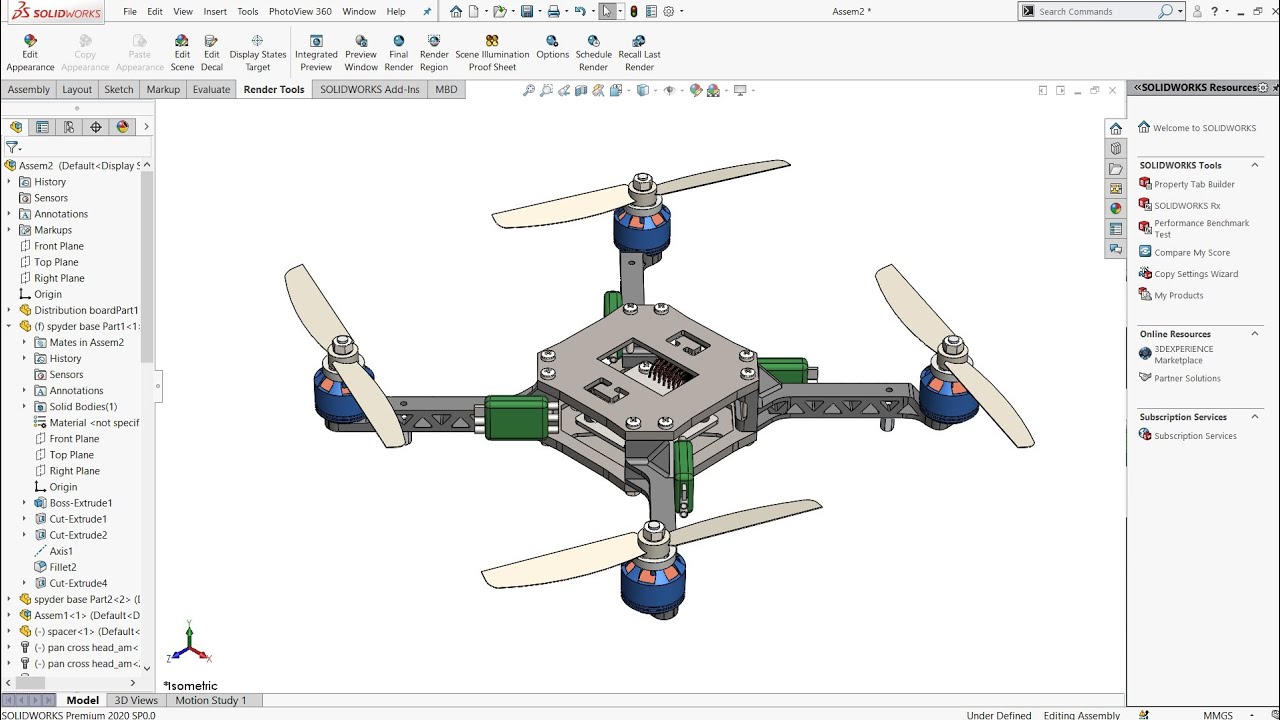 SOLIDWORKS File Edit View Insert Tools PhotoView 360 Window Help Assem2 * Search Commands ?
Edit Appearance
Copy Appearance
Paste Appearance
Edit Scene
Edit Decal
Display States Target
Integrated Preview
Preview Window
Final Render
Render Region
Scene Illumination Proof Sheet
Options
Schedule Render
Recall Last Render
Assembly Layout Sketch Markup Evaluate Render Tools SOLIDWORKS Add-Ins MBD
Assem2 (Default<Display S
History
Sensors
Annotations
Markups
Front Plane
Top Plane
Right Plane
Origin
Distribution boardPart1
(f) spyder base Part1<1>
Mates in Assem2
History
Sensors
Annotations
Solid Bodies(1)
Material <not specif
Front Plane
Top Plane
Right Plane
Origin
Boss-Extrude1
Cut-Extrude1
Cut-Extrude2
Axis1
Fillet2
Cut-Extrude4
spyder base Part2<2> (
Assem1<1> (Default<D
(-) spacer<1> (Default<
(-) pan cross head_am<
(-) pan cross head_am<
Y
Z
X
*Isometric
SOLIDWORKS Resources
Welcome to SOLIDWORKS
SOLIDWORKS Tools
Property Tab Builder
SOLIDWORKS Rx
Performance Benchmark
Test
Compare My Score
Copy Settings Wizard
My Products
Online Resources
3DEXPERIENCE
Marketplace
Partner Solutions
Subscription Services
Subscription Services
Model 3D Views Motion Study 1
SOLIDWORKS Premium 2020 SP0.0 Under Defined Editing Assembly MMGS